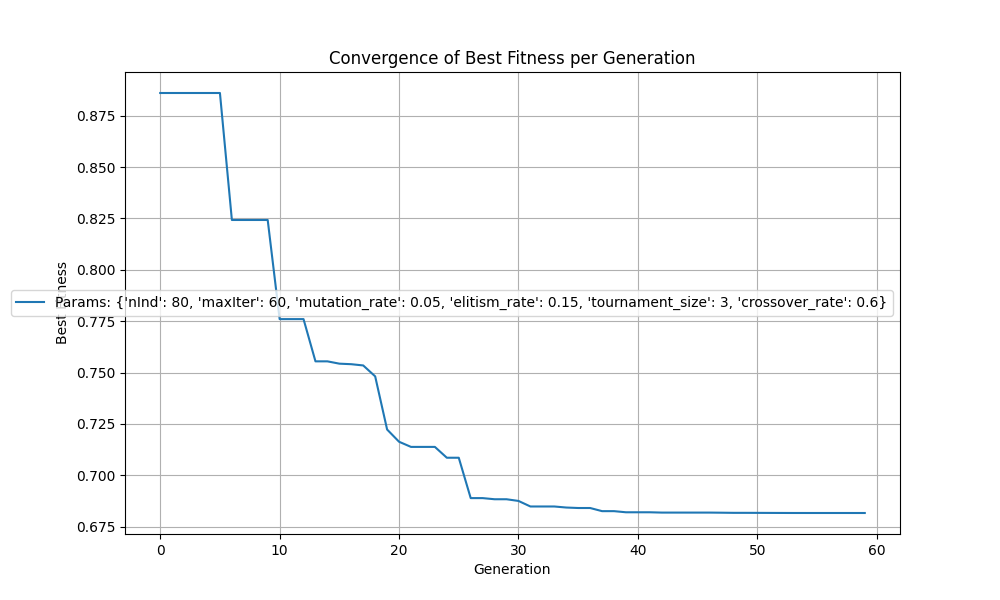 Convergence of Best Fitness per Generation
0.875
0.850
0.825
0.800
0.775
0.750
0.725
0.700
0.675
Best Fitness
Params: {'nInd': 80, 'maxIter': 60, 'mutation_rate': 0.05, 'elitism_rate': 0.15, 'tournament_size': 3, 'crossover_rate': 0.6}
0 10 20 30 40 50 60
Generation